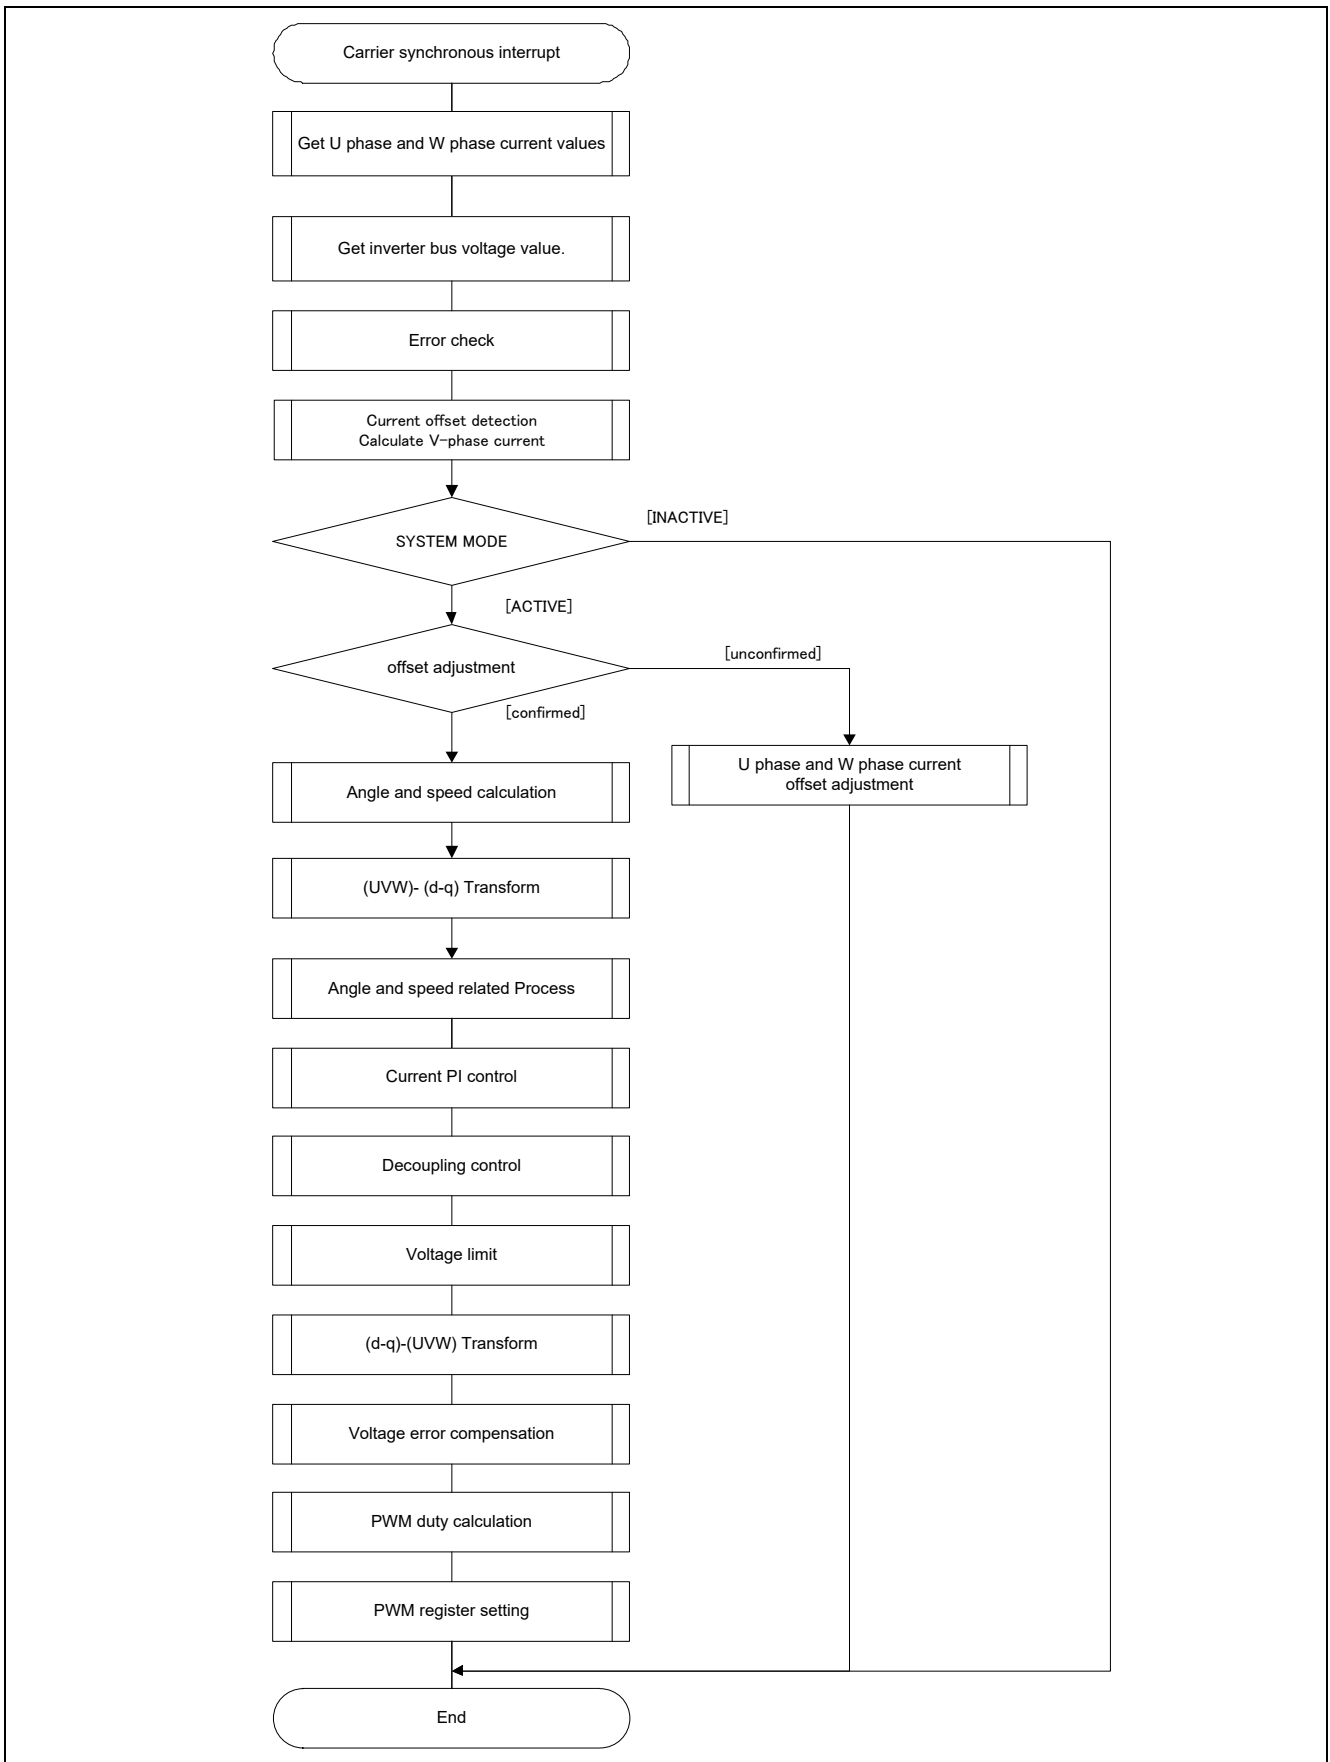 Carrier synchronous interrupt
Get U phase and W phase current values
Get inverter bus voltage value.
Error check
Current offset detection
Calculate V-phase current
[INACTIVE]
SYSTEM MODE
[ACTIVE]
offset adjustment
[unconfirmed]
[confirmed]
U phase and W phase current
offset adjustment
Angle and speed calculation
(UVW)- (d-q) Transform
Angle and speed related Process
Current PI control
Decoupling control
Voltage limit
(d-q)-(UVW) Transform
Voltage error compensation
PWM duty calculation
PWM register setting
End